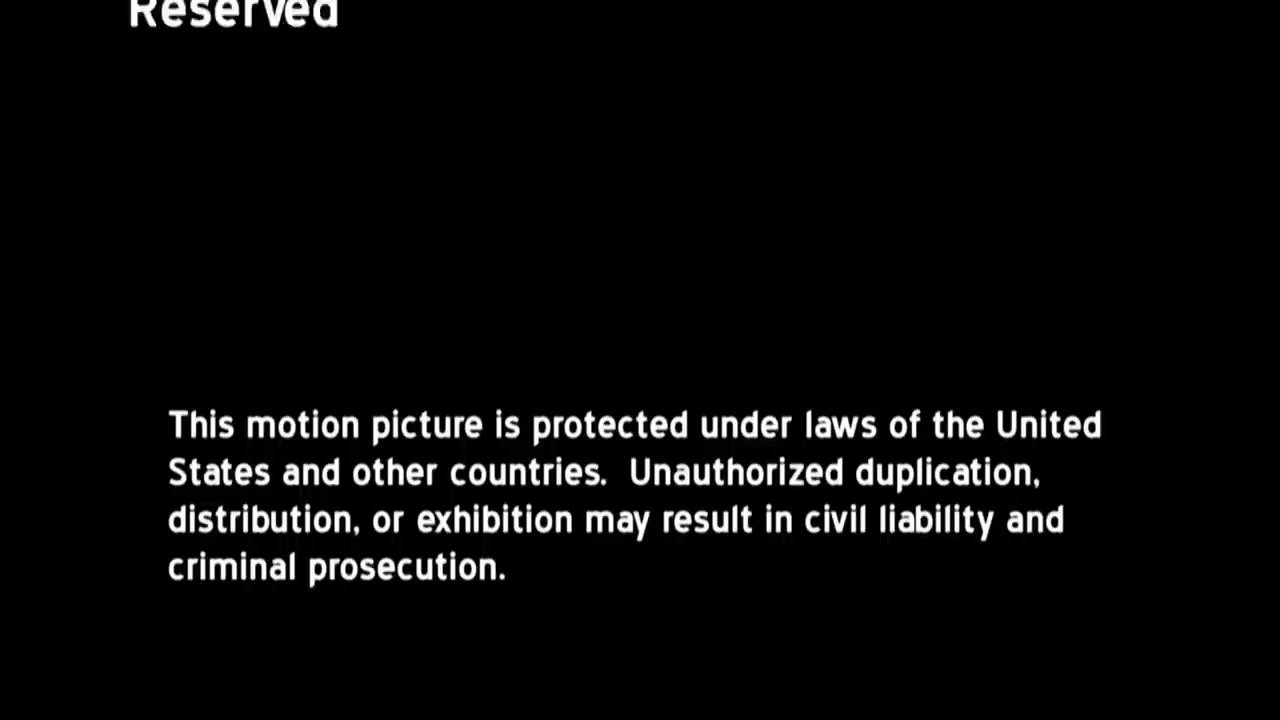 Reserved
This motion picture is protected under laws of the United
States and other countries.  Unauthorized duplication,
distribution, or exhibition may result in civil liability and
criminal prosecution.